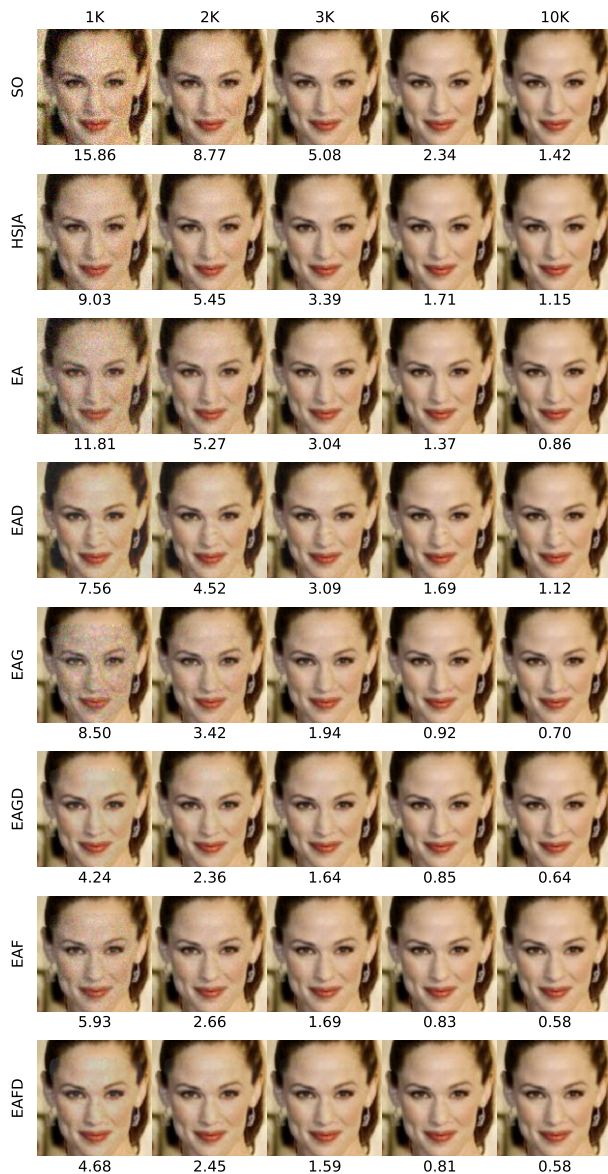 1K 2K 3K 6K 10K
SO
15.86 8.77 5.08 2.34 1.42
HSJA
9.03 5.45 3.39 1.71 1.15
EA
11.81 5.27 3.04 1.37 0.86
EAD
7.56 4.52 3.09 1.69 1.12
EAG
8.50 3.42 1.94 0.92 0.70
EAGD
4.24 2.36 1.64 0.85 0.64
EAF
5.93 2.66 1.69 0.83 0.58
EAFD
4.68 2.45 1.59 0.81 0.58